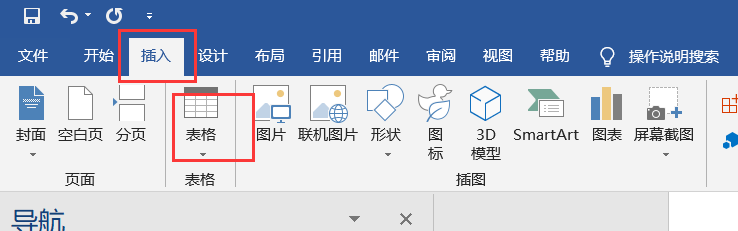 文件 开始 插入 设计 布局 引用 邮件 审阅 视图 帮助 操作说明搜索
封面 空白页 分页 表格 图片 联机图片 形状 图标 3D模型 SmartArt 图表 屏幕截图
页面 表格 插图
导航